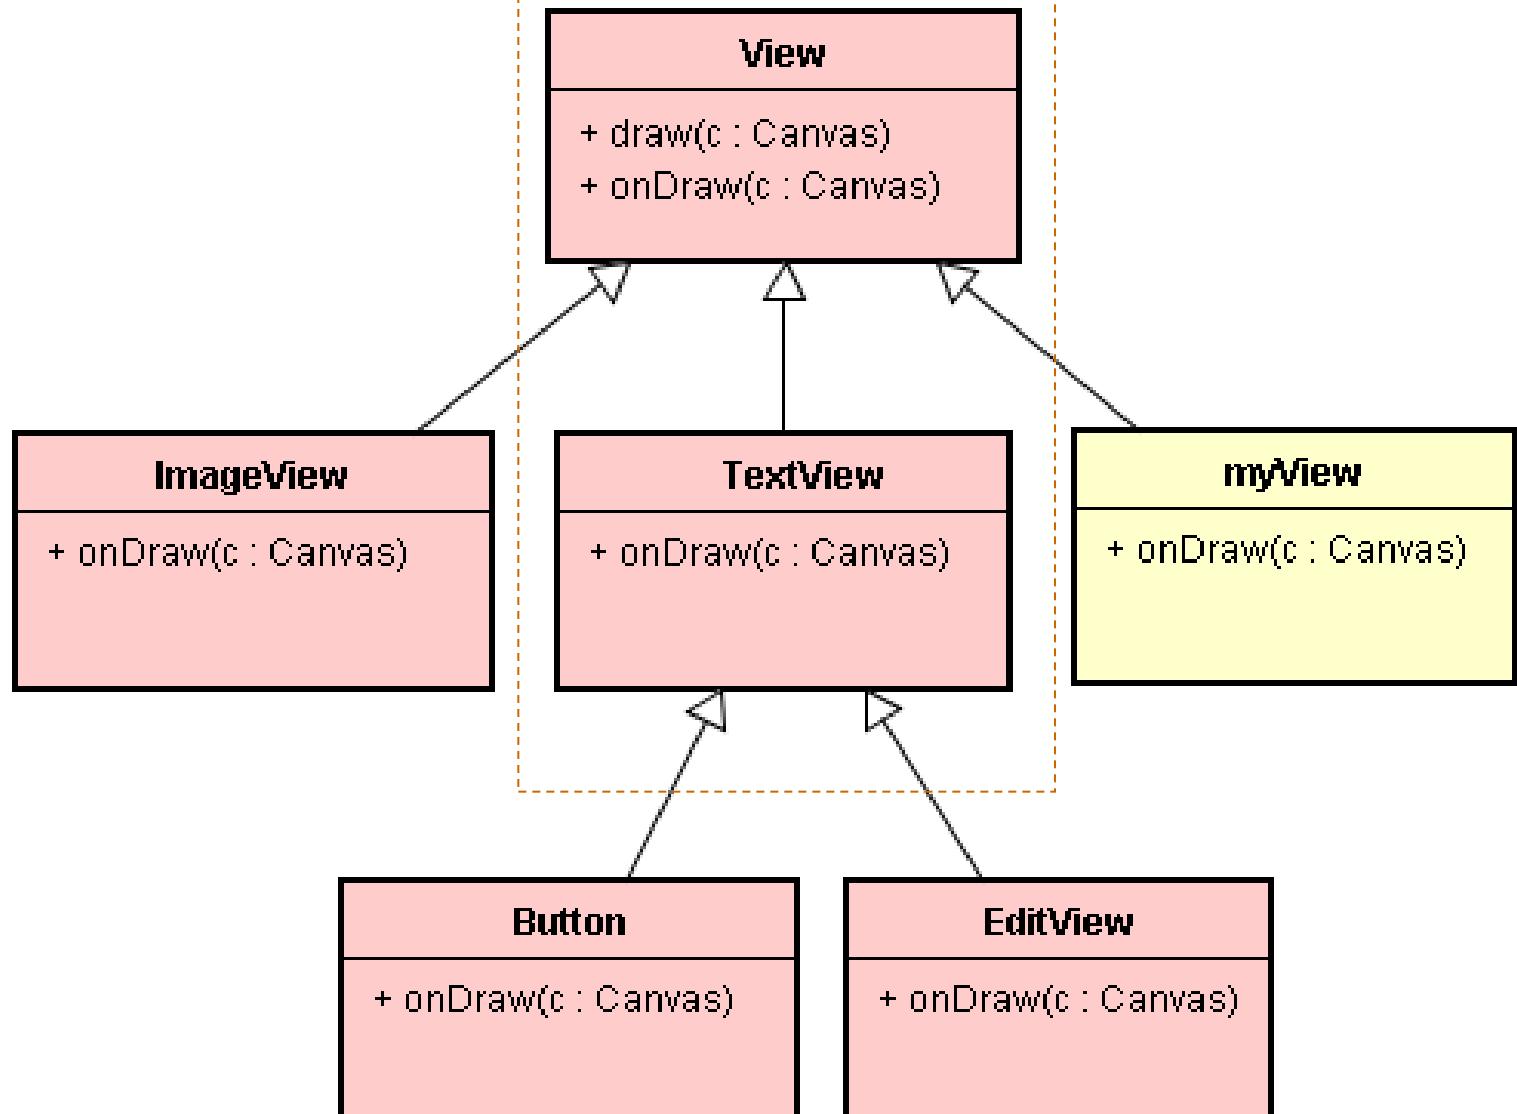 View
+ draw(c : Canvas)
+ onDraw(c : Canvas)
ImageView
+ onDraw(c : Canvas)
TextView
+ onDraw(c : Canvas)
myView
+ onDraw(c : Canvas)
Button
+ onDraw(c : Canvas)
EditView
+ onDraw(c : Canvas)